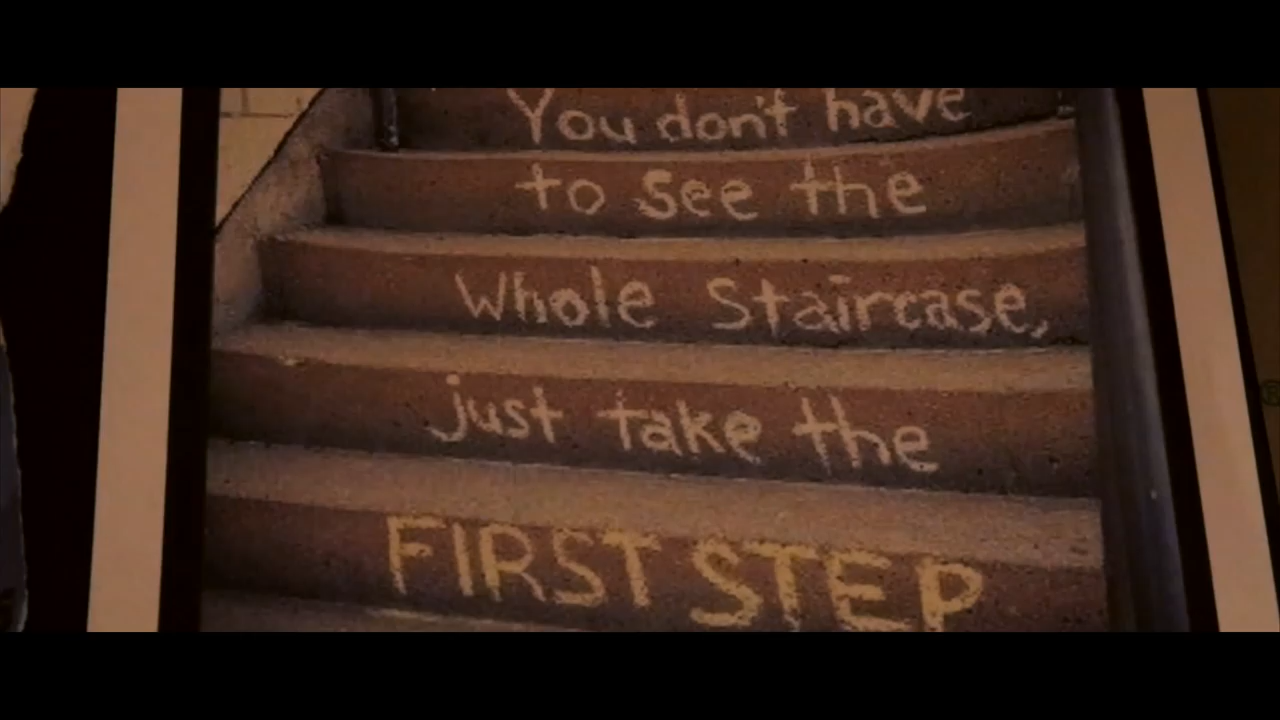 You don't have
to see the
Whole Staircase,
just take the
FIRST STEP